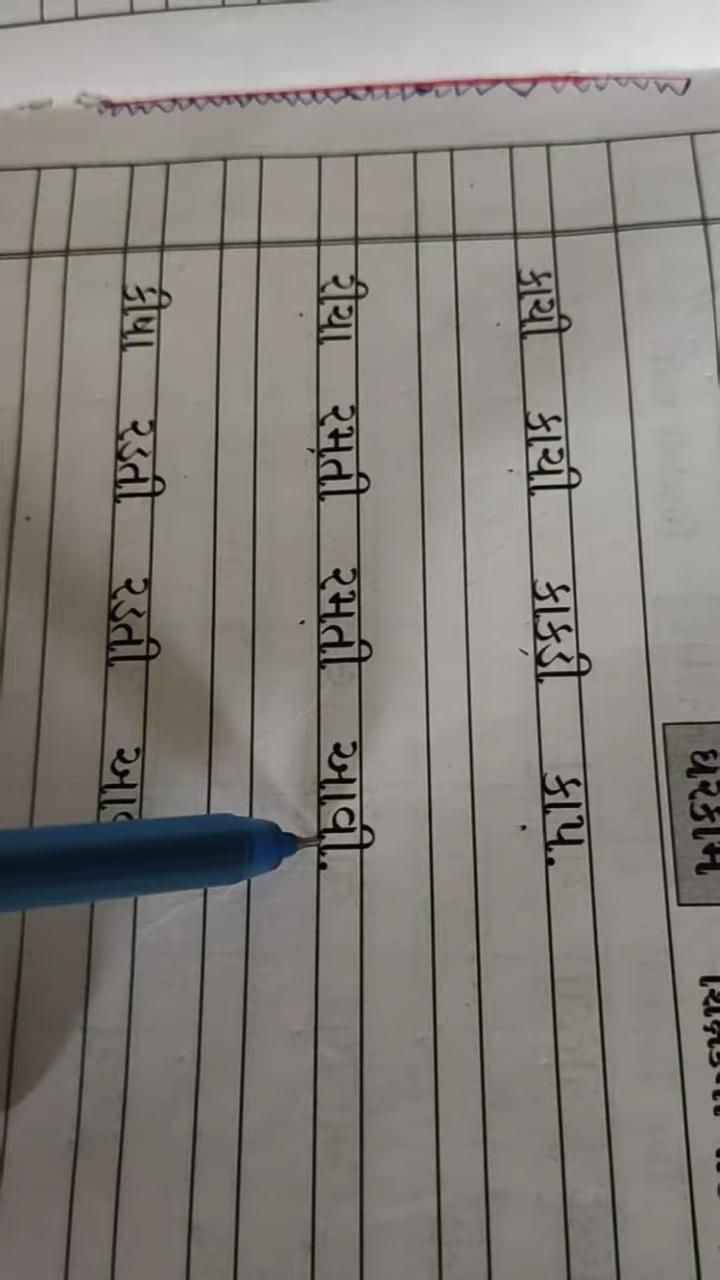 ઘરકામ
કાચી કાચી કાકડી કાપ.
રીયા રમતી રમતી આવી.
રડતી રડતી